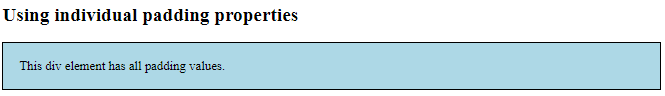 Using individual padding properties
This div element has all padding values.